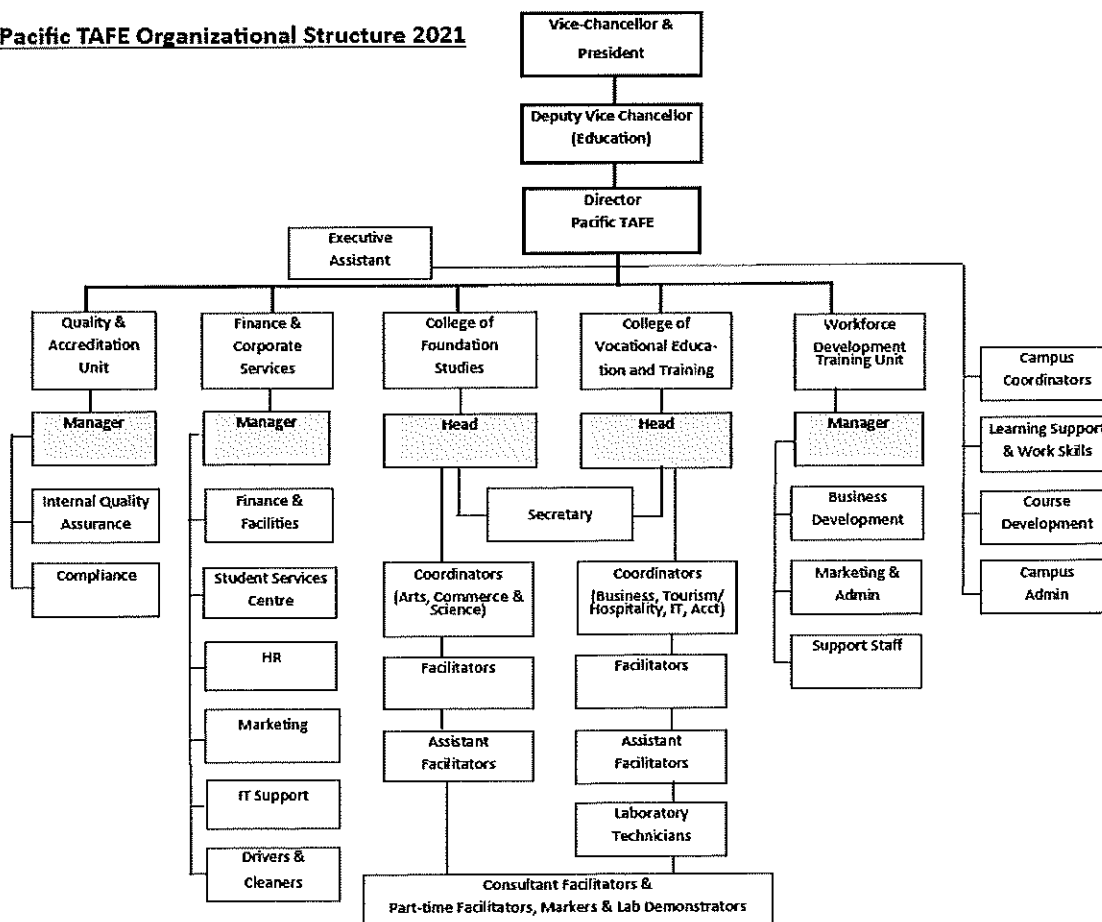 Pacific TAFE Organizational Structure 2021
Vice-Chancellor &
President
Deputy Vice Chancellor
(Education)
Director
Pacific TAFE
Executive
Assistant
Quality &
Accreditation
Unit
Manager
Internal Quality
Assurance
Compliance
Finance &
Corporate
Services
Manager
Finance &
Facilities
Student Services
Centre
HR
Marketing
IT Support
Drivers &
Cleaners
College of
Foundation
Studies
Head
College of
Vocational Educa-
tion and Training
Head
Secretary
Coordinators
(Arts, Commerce &
Science)
Facilitators
Assistant
Facilitators
Coordinators
(Business, Tourism/
Hospitality, IT, Acct)
Facilitators
Assistant
Facilitators
Laboratory
Technicians
Consultant Facilitators &
Part-time Facilitators, Markers & Lab Demonstrators
Workforce
Development
Training Unit
Manager
Business
Development
Marketing &
Admin
Support Staff
Campus
Coordinators
Learning Support
& Work Skills
Course
Development
Campus
Admin